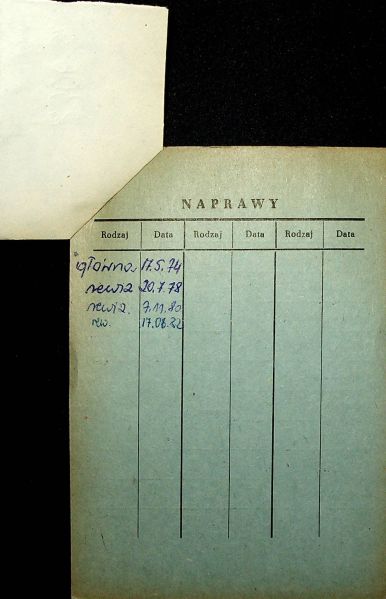 NAPRAWY
Rodzaj Data Rodzaj Data Rodzaj Data
główna 17.5.74
rewiz 20.7.78
rewiz. 7.11.80
rew. 17.08.82